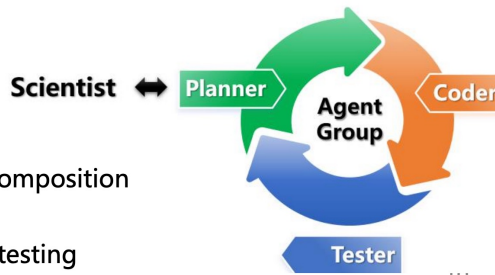 Scientist
Planner
Agent
Group
Coder
omposition
testing
Tester
...